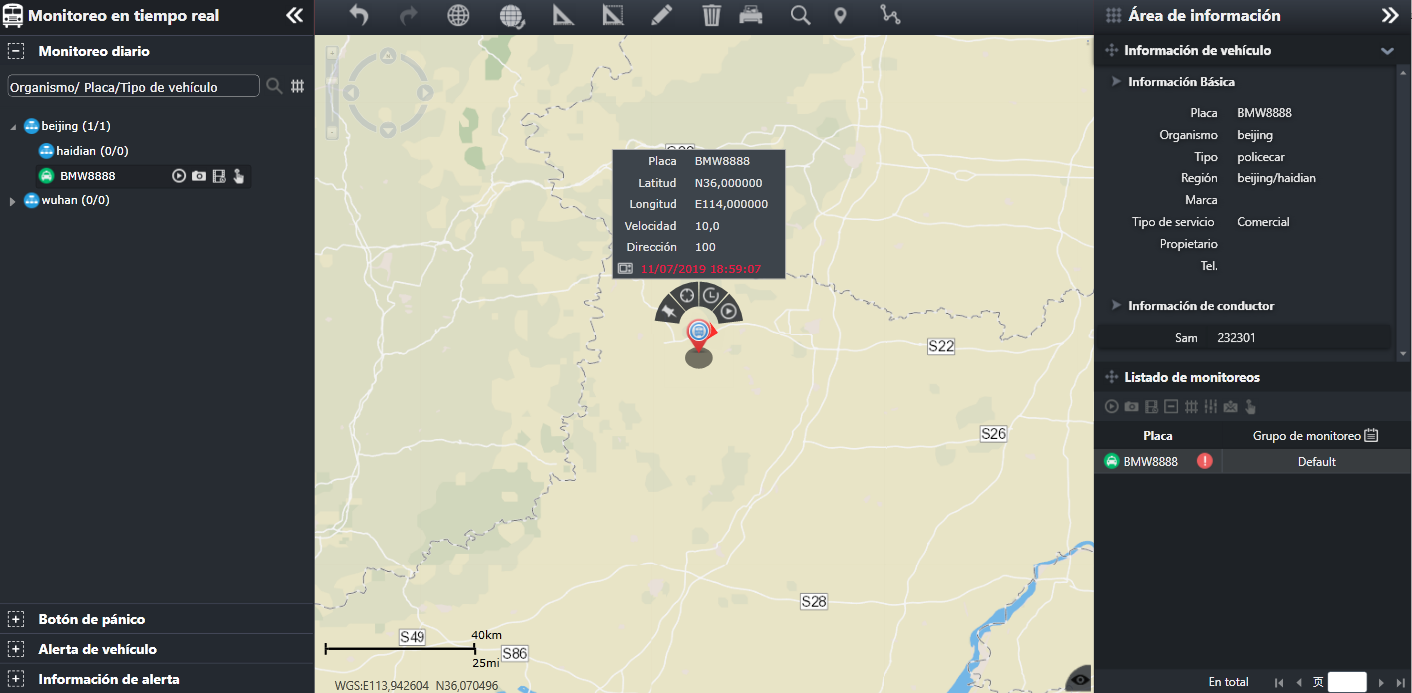 Monitoreo en tiempo real
Monitoreo diario
Organismo/ Placa/Tipo de vehículo
beijing (1/1)
haidian (0/0)
BMW8888
wuhan (0/0)
Botón de pánico
Alerta de vehículo
Información de alerta
Placa BMW8888
Latitud N36,000000
Longitud E114,000000
Velocidad 10,0
Dirección 100
11/07/2019 18:59:07
S22
S26
S28
S49
S86
40km
25mi
WGS:E113,942604 N36,070496
Área de información
Información de vehículo
Información Básica
Placa BMW8888
Organismo beijing
Tipo policecar
Región beijing/haidian
Marca
Tipo de servicio Comercial
Propietario
Tel.
Información de conductor
Sam 232301
Listado de monitoreos
Placa Grupo de monitoreo
BMW8888 Default
En total 页